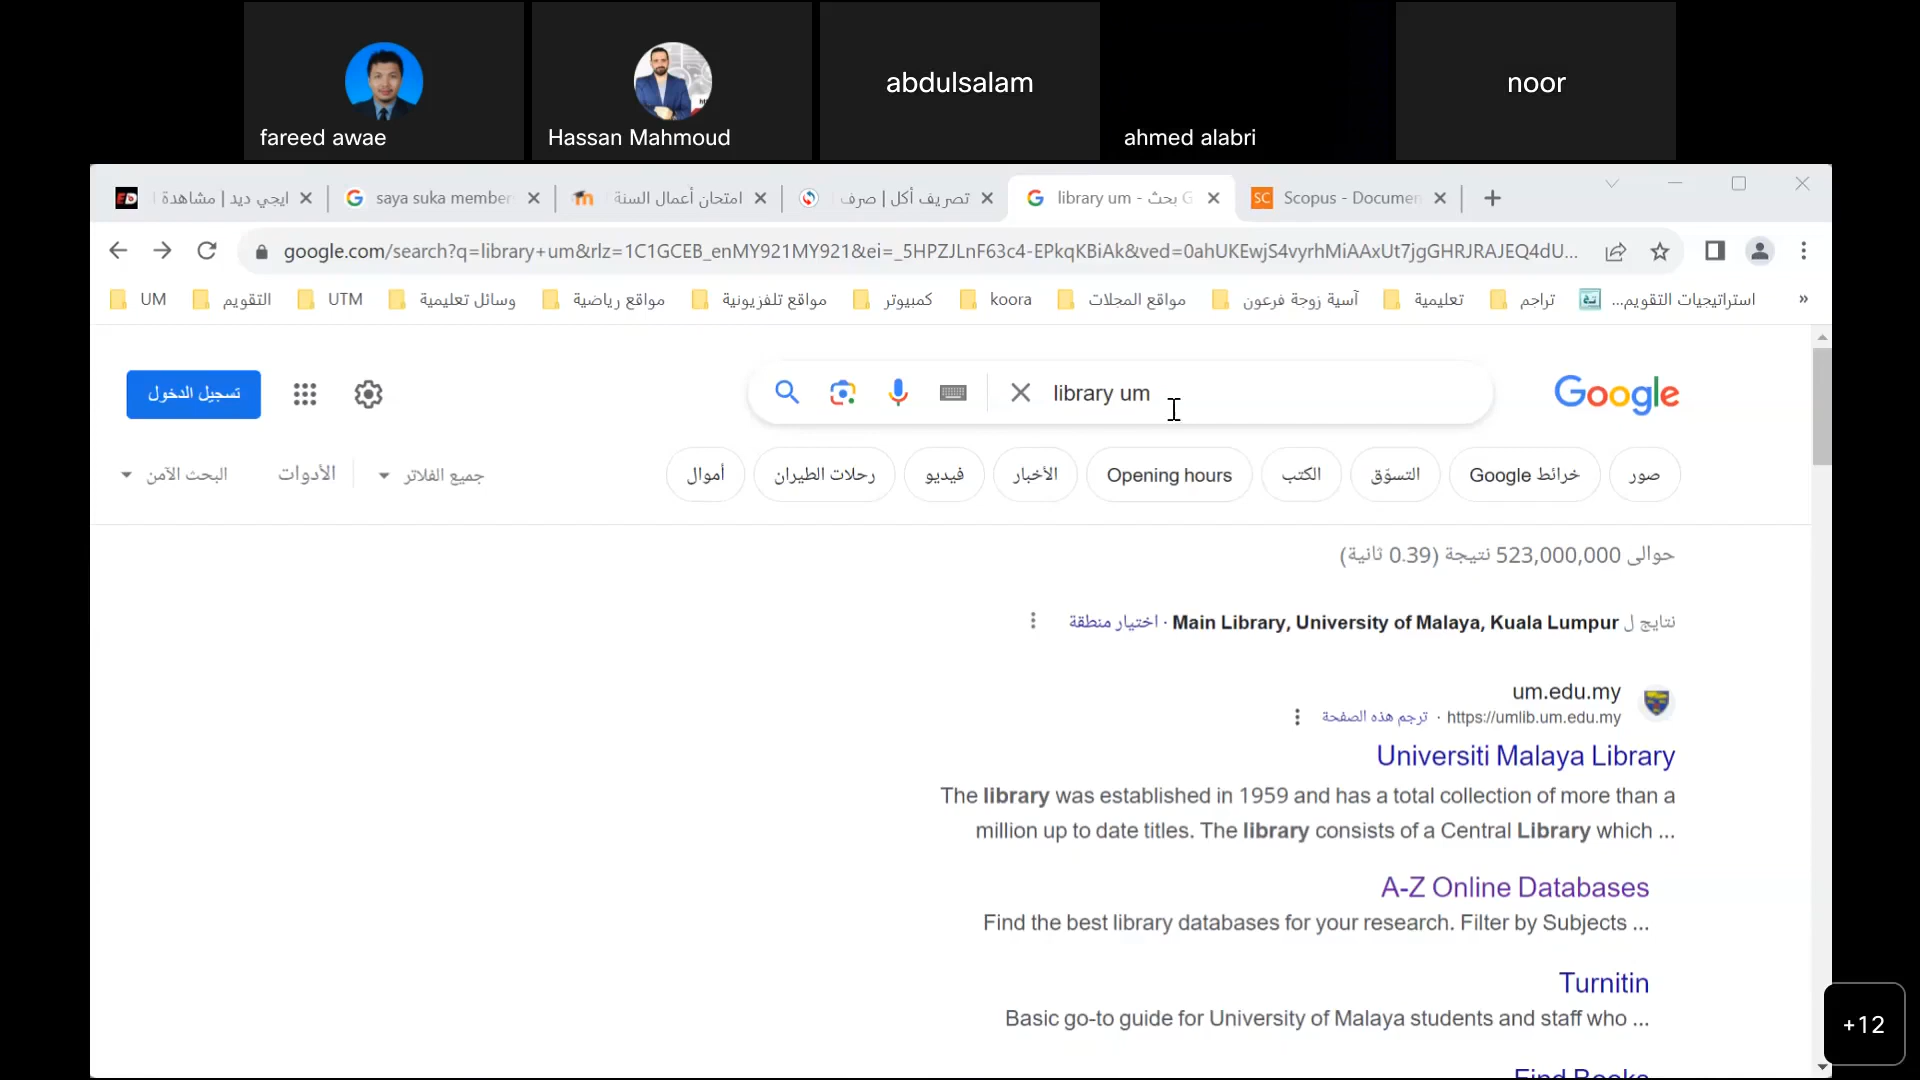 fareed awae
Hassan Mahmoud
abdulsalam
ahmed alabri
noor
ايجي ديد | مشاهدة
saya suka member
امتحان أعمال السنة
تصريف أكل | صرف
library um - بحث G
Scopus - Documen
google.com/search?q=library+um&rlz=1C1GCEB_enMY921MY921&ei=_5HPZJLnF63c4-EPkqKBiAk&ved=0ahUKEwjS4vyrhMiAAxUt7jgGHRJRAJEQ4dU...
UM
التقويم
UTM
وسائل تعليمية
مواقع رياضية
مواقع تلفزيونية
كمبيوتر
koora
مواقع المجلات
آسية زوجة فرعون
تعليمية
تراجم
استراتيجيات التقويم...
»
تسجيل الدخول
library um
Google
صور
خرائط Google
التسوّق
الكتب
Opening hours
الأخبار
فيديو
رحلات الطيران
أموال
جميع الفلاتر
الأدوات
البحث الآمن
حوالى 523,000,000 نتيجة (0.39 ثانية)
نتايج ل Main Library, University of Malaya, Kuala Lumpur · اختيار منطقة
um.edu.my
https://umlib.um.edu.my · ترجم هذه الصفحة
Universiti Malaya Library
The library was established in 1959 and has a total collection of more than a
million up to date titles. The library consists of a Central Library which ...
A-Z Online Databases
Find the best library databases for your research. Filter by Subjects ...
Turnitin
Basic go-to guide for University of Malaya students and staff who ...
Find Books
+12